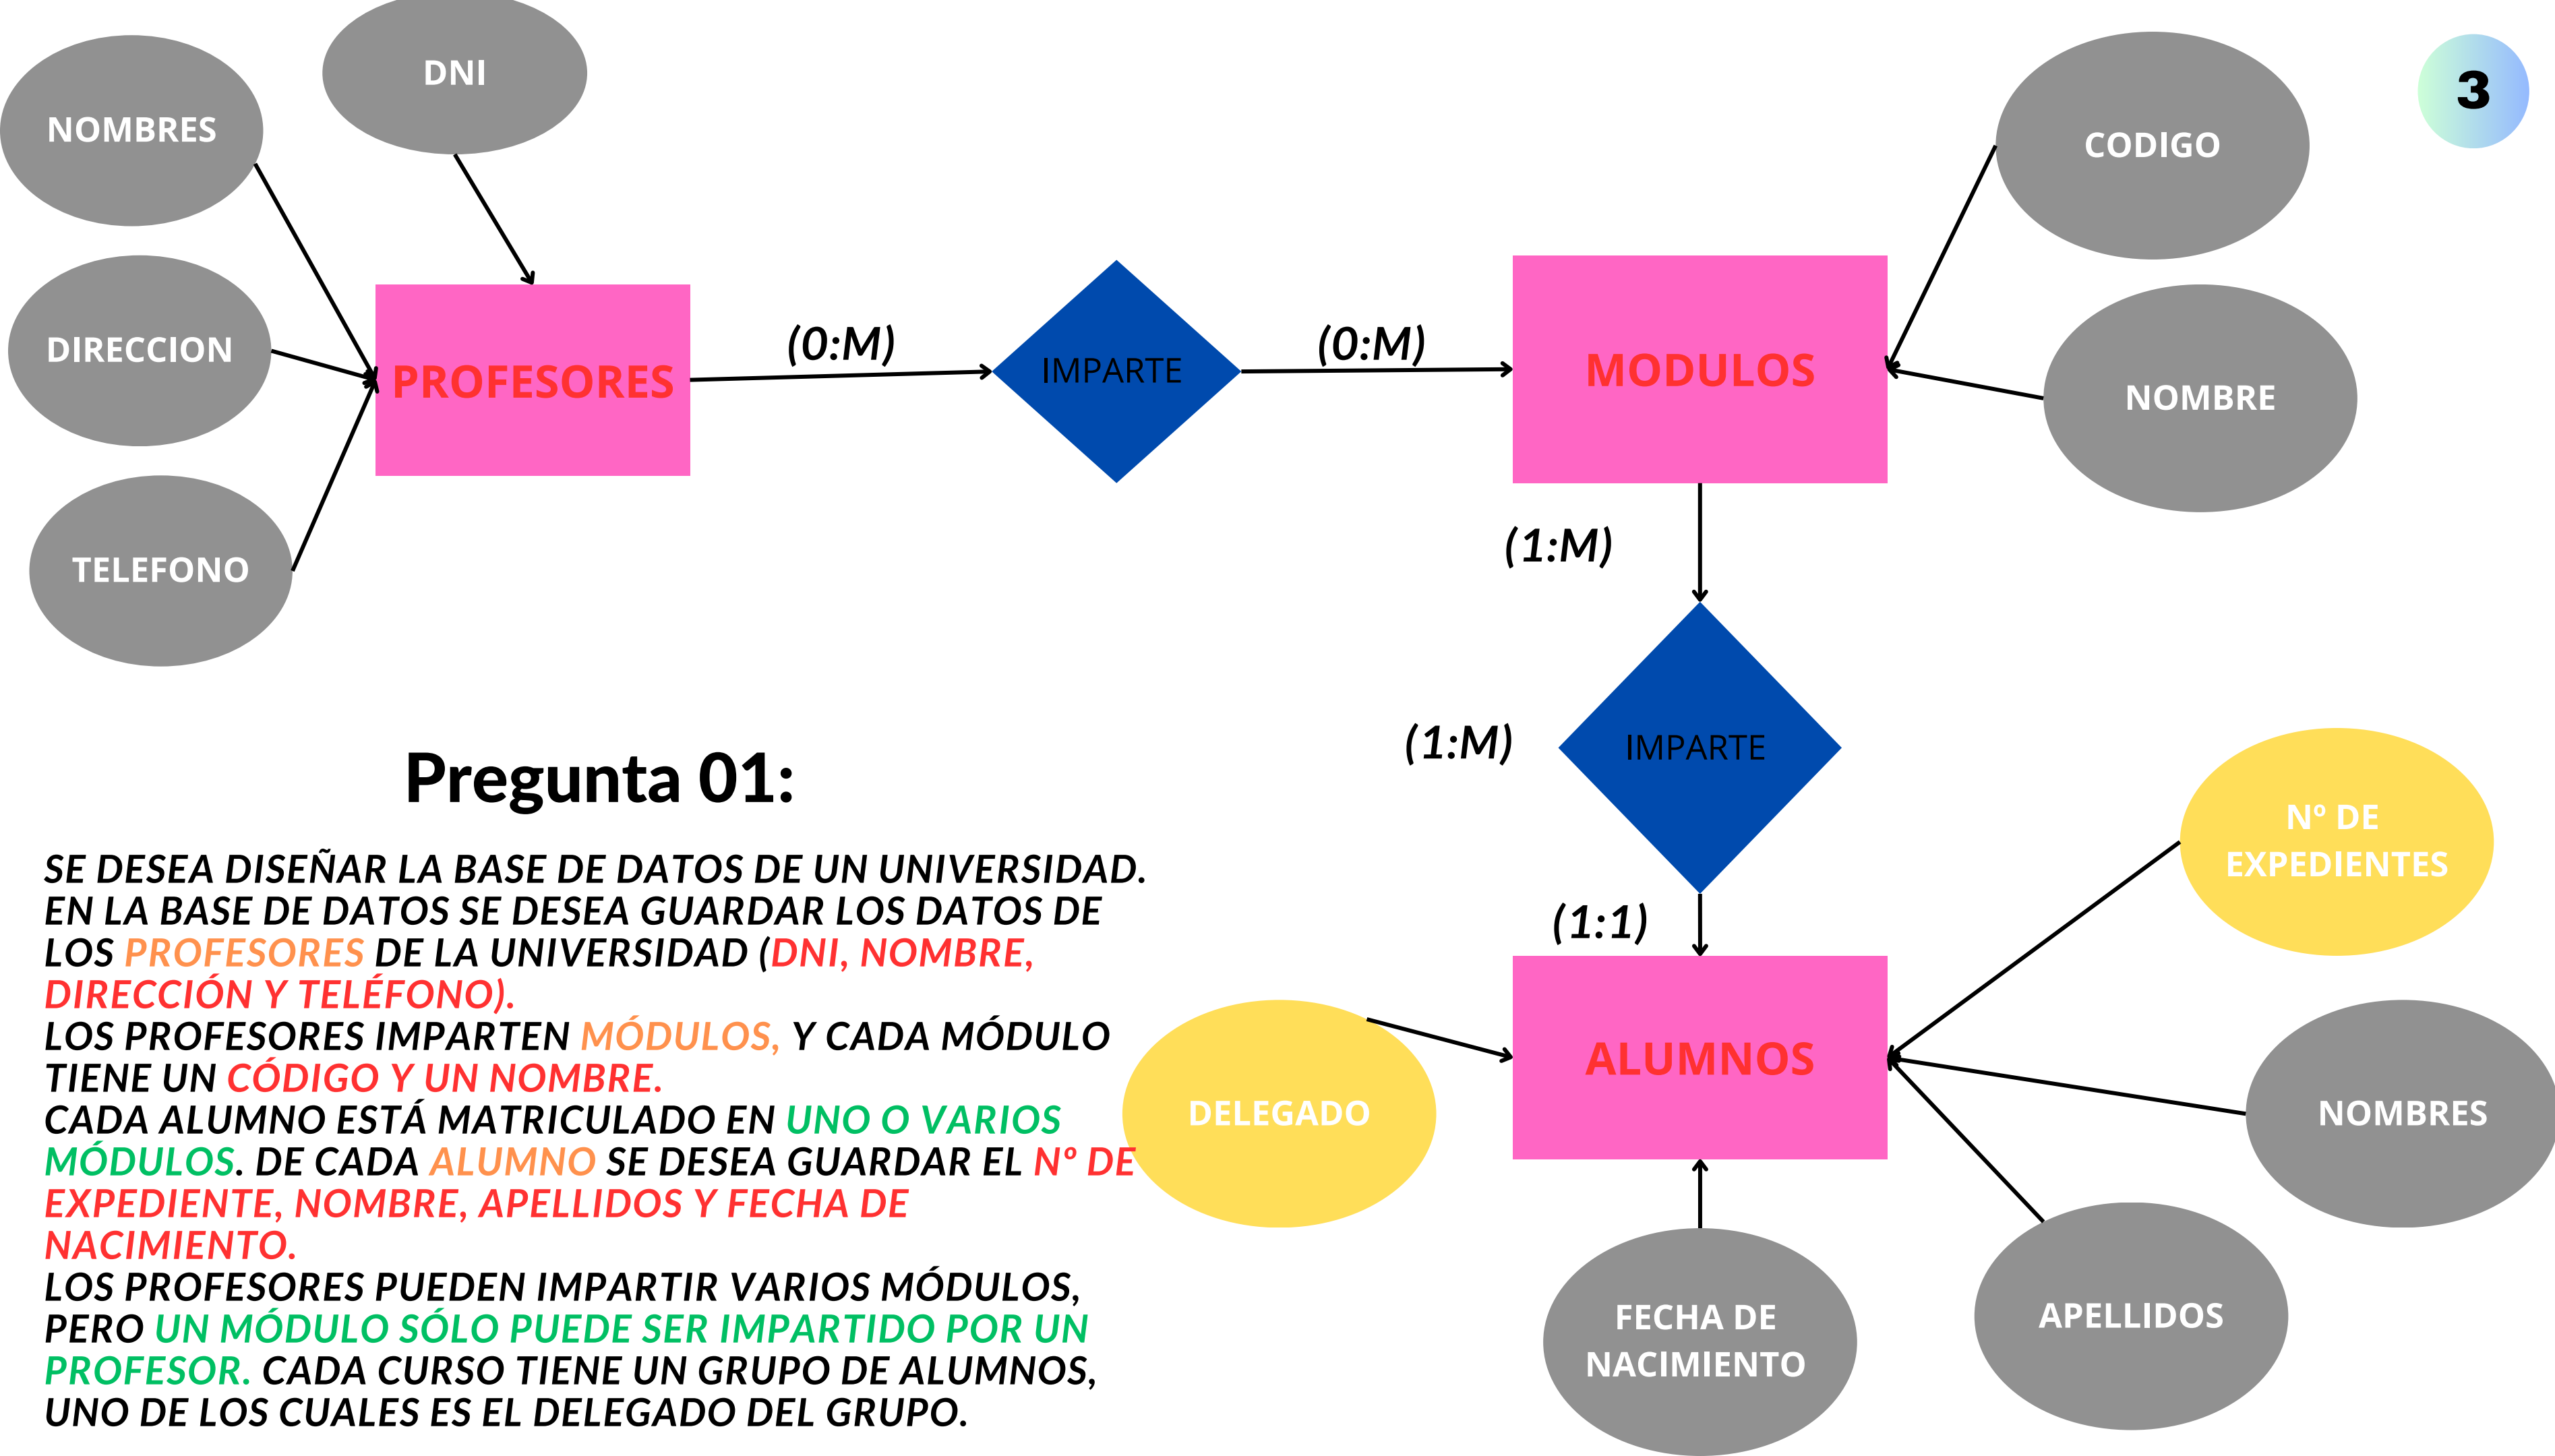 DNI
NOMBRES
DIRECCION
TELEFONO
PROFESORES
(0:M)
IMPARTE
(0:M)
MODULOS
CODIGO
NOMBRE
3
(1:M)
(1:M)
IMPARTE
(1:1)
Pregunta 01:
SE DESEA DISEÑAR LA BASE DE DATOS DE UN UNIVERSIDAD.
EN LA BASE DE DATOS SE DESEA GUARDAR LOS DATOS DE
LOS PROFESORES DE LA UNIVERSIDAD (DNI, NOMBRE,
DIRECCIÓN Y TELÉFONO).
LOS PROFESORES IMPARTEN MÓDULOS, Y CADA MÓDULO
TIENE UN CÓDIGO Y UN NOMBRE.
CADA ALUMNO ESTÁ MATRICULADO EN UNO O VARIOS
MÓDULOS. DE CADA ALUMNO SE DESEA GUARDAR EL Nº DE
EXPEDIENTE, NOMBRE, APELLIDOS Y FECHA DE
NACIMIENTO.
LOS PROFESORES PUEDEN IMPARTIR VARIOS MÓDULOS,
PERO UN MÓDULO SÓLO PUEDE SER IMPARTIDO POR UN
PROFESOR. CADA CURSO TIENE UN GRUPO DE ALUMNOS,
UNO DE LOS CUALES ES EL DELEGADO DEL GRUPO.
DELEGADO
ALUMNOS
Nº DE
EXPEDIENTES
NOMBRES
APELLIDOS
FECHA DE
NACIMIENTO